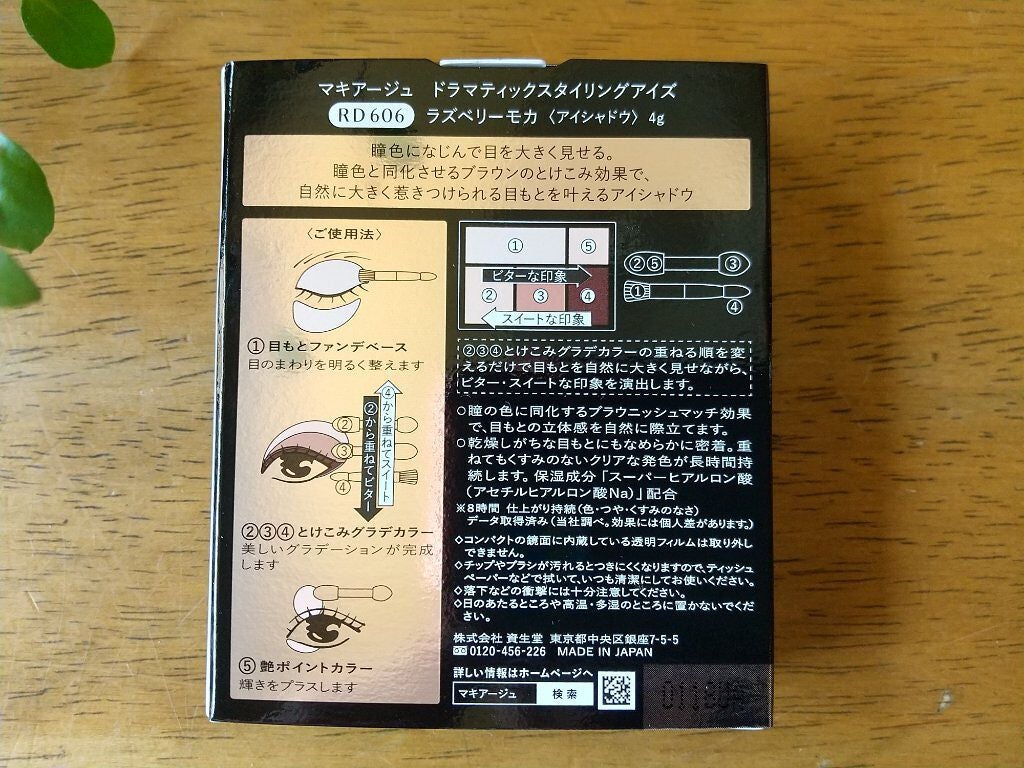 マキアージュ ドラマティックスタイリングアイズ
RD606 ラズベリーモカ〈アイシャドウ〉4g
瞳色になじんで目を大きく見せる。
瞳色と同化させるブラウンのとけこみ効果で、
自然に大きく惹きつけられる目もとを叶えるアイシャドウ
〈ご使用法〉
①目もとファンデベース
目のまわりを明るく整えます
②
③
④
②から重ねてビター
④から重ねてスイート
②③④とけこみグラデカラー
美しいグラデーションが完成
します
⑤艶ポイントカラー
輝きをプラスします
① ⑤
ビターな印象
② ③ ④
スイートな印象
②⑤ ③
① ④
②③④とけこみグラデカラーの重ねる順を変
えるだけで目もとを自然に大きく見せながら、
ビター・スイートな印象を演出します。
○瞳の色に同化するブラウニッシュマッチ効果
で、目もとの立体感を自然に際立てます。
○乾燥しがちな目もとにもなめらかに密着。重
ねてもくすみのないクリアな発色が長時間持
続します。保湿成分「スーパーヒアルロン酸
(アセチルヒアルロン酸Na)」配合
※8時間 仕上がり持続(色・つや・くすみのなさ)
データ取得済み(当社調べ。効果には個人差があります。)
◇コンパクトの鏡面に内蔵している透明フィルムは取り外し
できません。
◇チップやブラシが汚れるとつきにくくなりますので、ティッシュ
ペーパーなどで拭いて、いつも清潔にしてお使いください。
◇落下などの衝撃には十分注意してください。
◇日のあたるところや高温・多湿のところに置かないでくだ
さい。
株式会社 資生堂 東京都中央区銀座7-5-5
0120-456-226 MADE IN JAPAN
詳しい情報はホームページへ
マキアージュ 検索